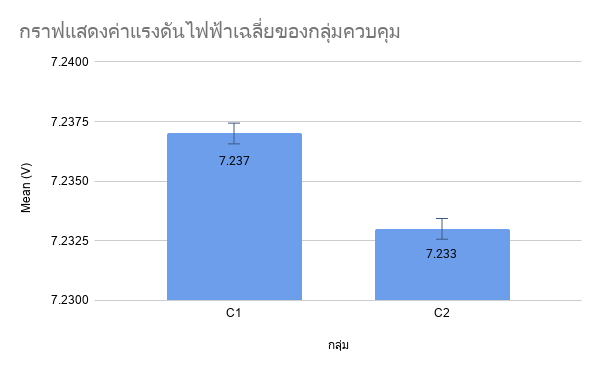 กราฟแสดงค่าแรงดันไฟฟ้าเฉลี่ยของกลุ่มควบคุม
7.2400
7.2375
7.2350
7.2325
7.2300
Mean (V)
7.237
7.233
C1
C2
กลุ่ม